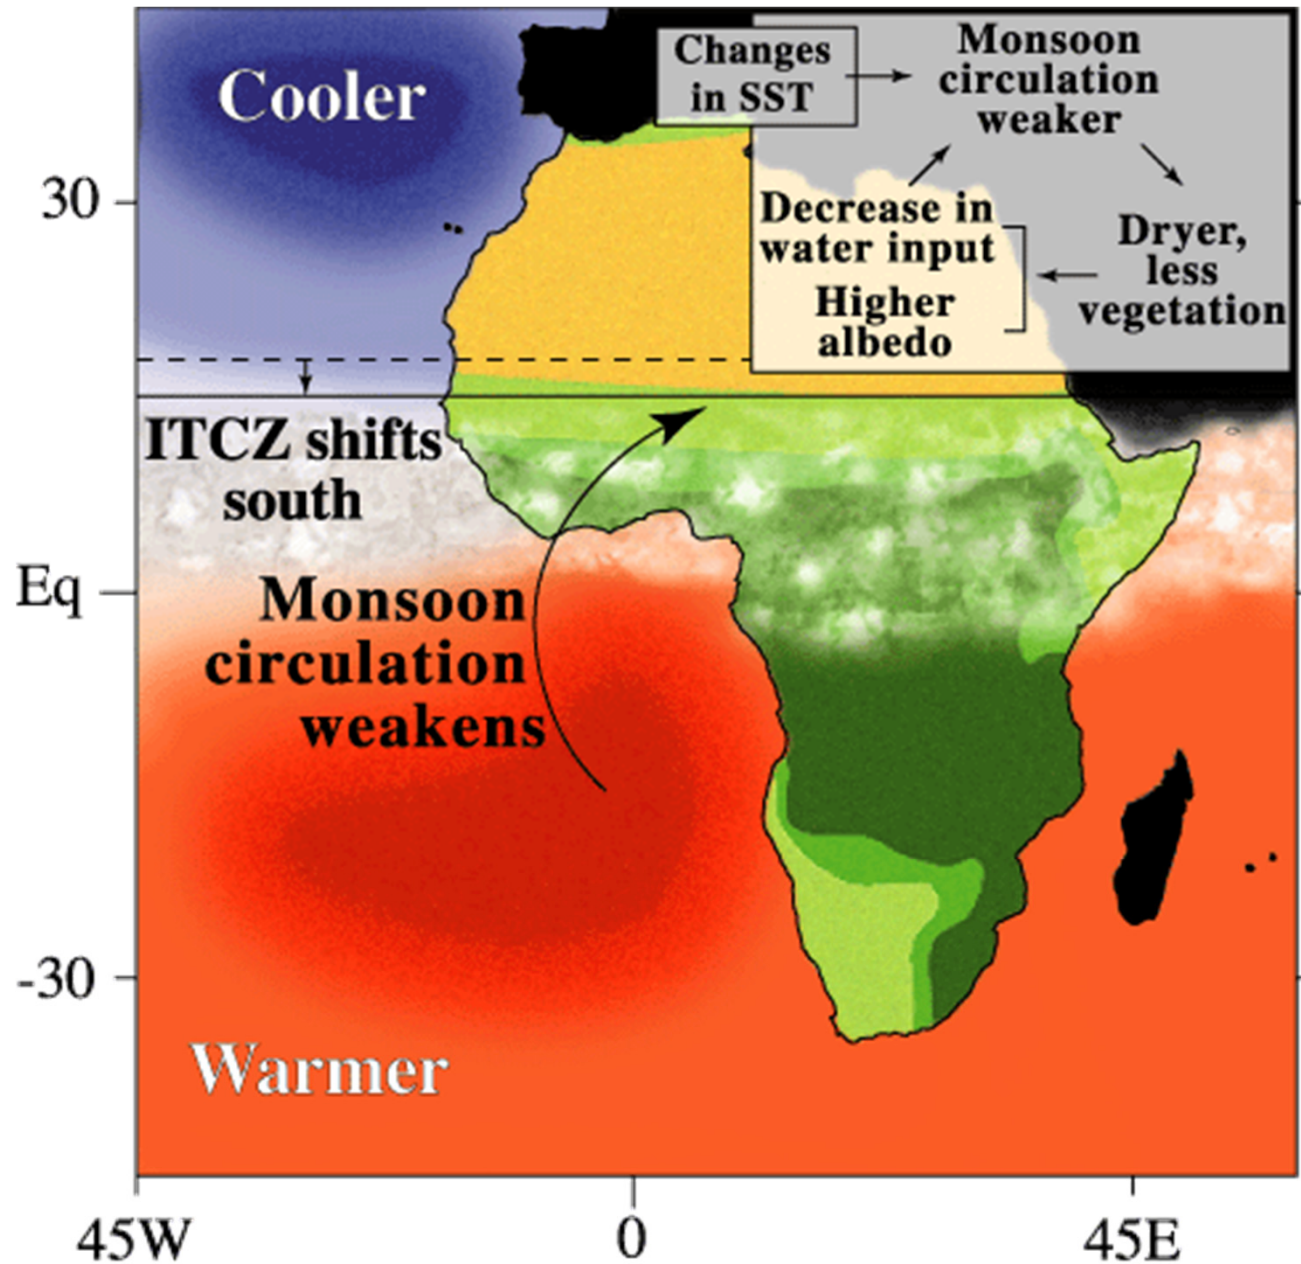 Cooler
Changes
in SST
Monsoon
circulation
weaker
Decrease in
water input
Higher
albedo
Dryer,
less
vegetation
30
ITCZ shifts
south
Eq
Monsoon
circulation
weakens
-30
Warmer
45W
0
45E